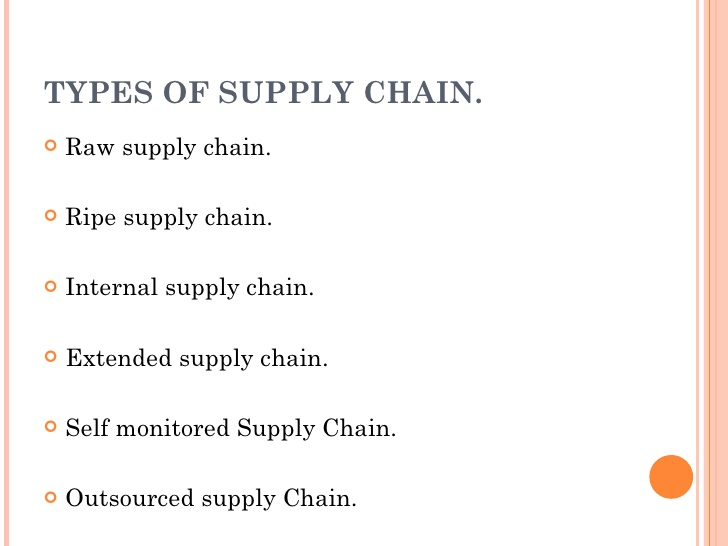 TYPES OF SUPPLY CHAIN.
Raw supply chain.
Ripe supply chain.
Internal supply chain.
Extended supply chain.
Self monitored Supply Chain.
Outsourced supply Chain.